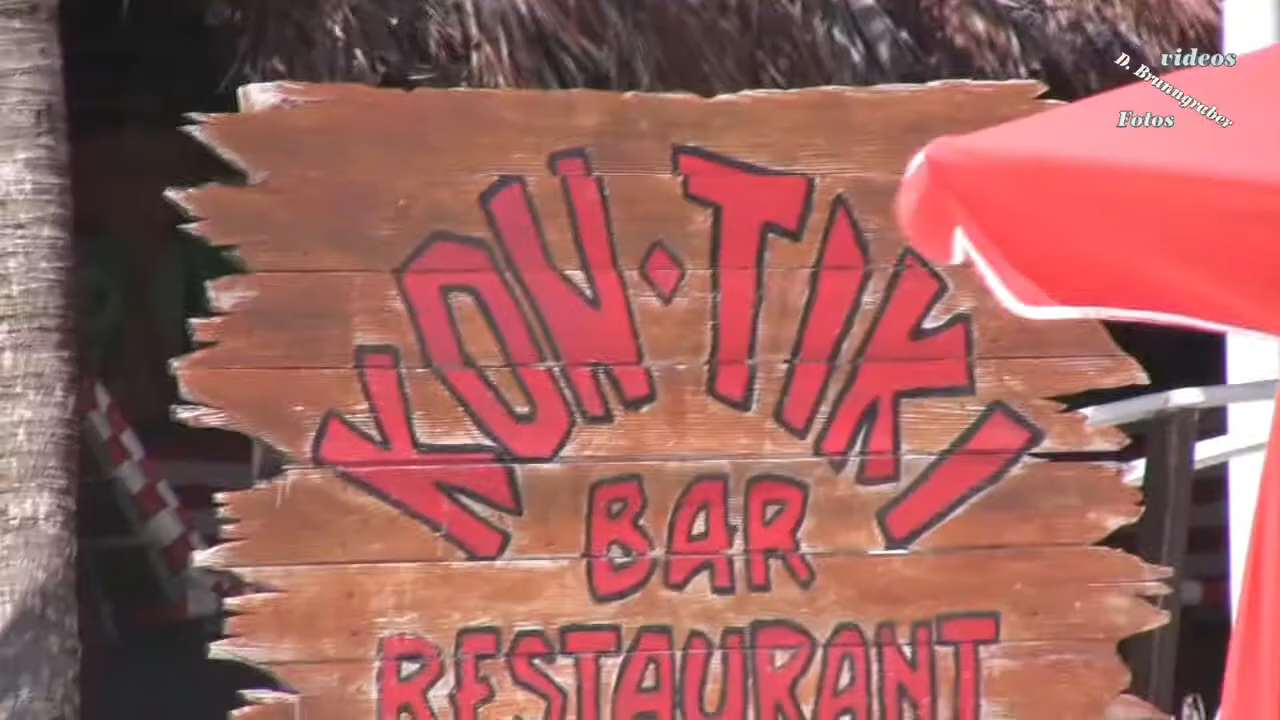 KON·TIKI
BAR
RESTAURANT
videos
D. Brunngraber
Fotos